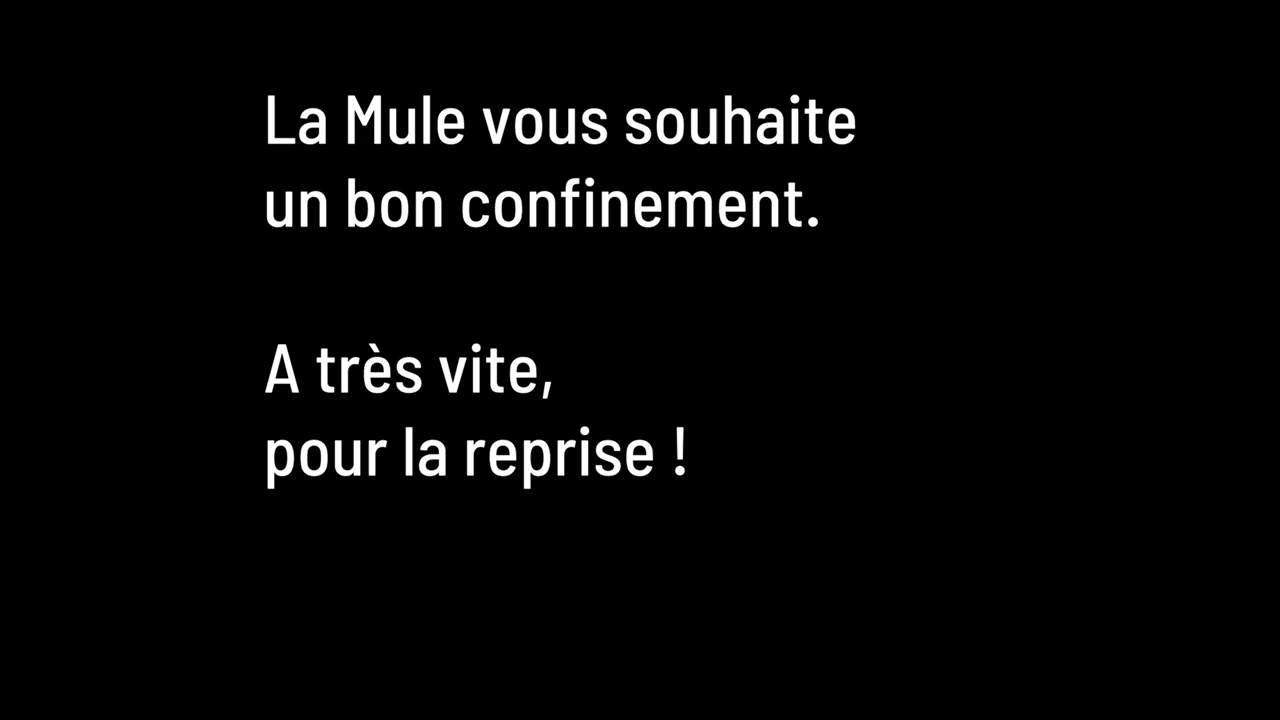 La Mule vous souhaite
un bon confinement.
A très vite,
pour la reprise !